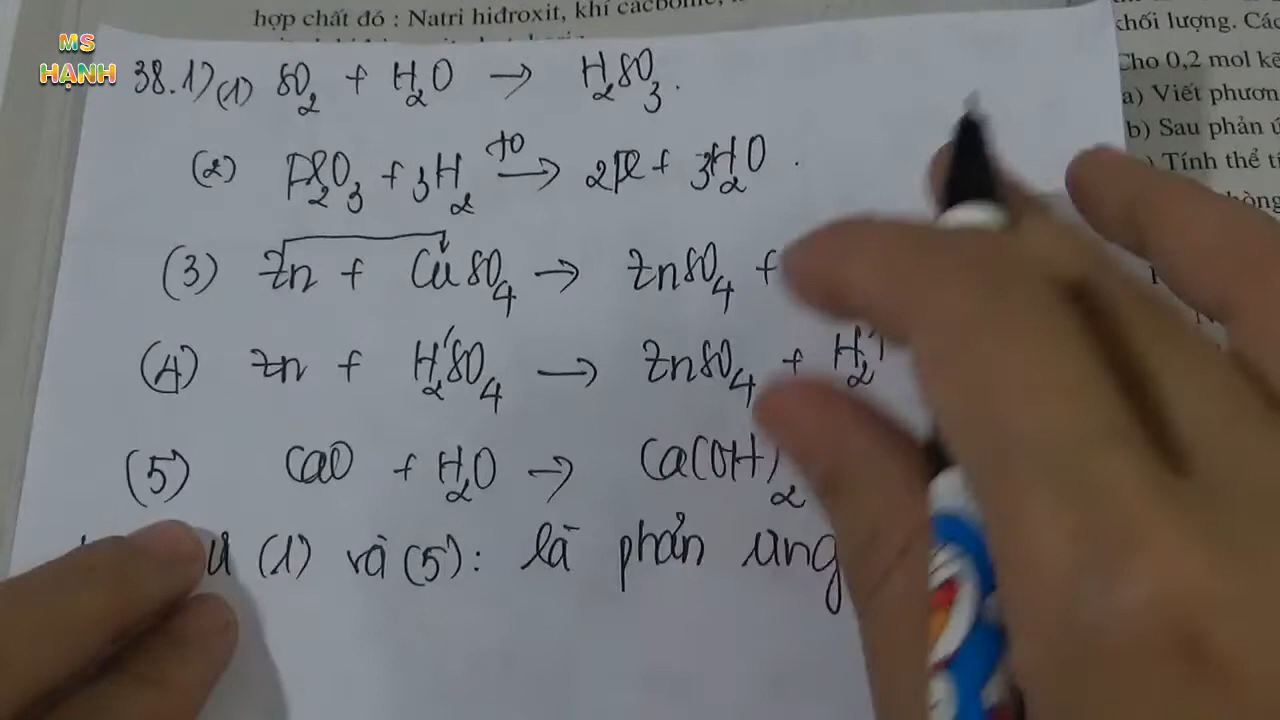 hợp chất đó : Natri hiđroxit, khí cacbonic,
MS
HẠNH
38.1) (1) SO2 + H2O → H2SO3.
(2) Fe2O3 + 3H2 to→ 2Fe + 3H2O.
(3) Zn + CuSO4 → ZnSO4 +
(4) Zn + H2SO4 → ZnSO4 + H2↑
(5) CaO + H2O → Ca(OH)2
(1) và (5): là phản ứng
khối lượng. Các
Cho 0,2 mol kẽ
a) Viết phươn
b) Sau phản ứ
Tính thể tí